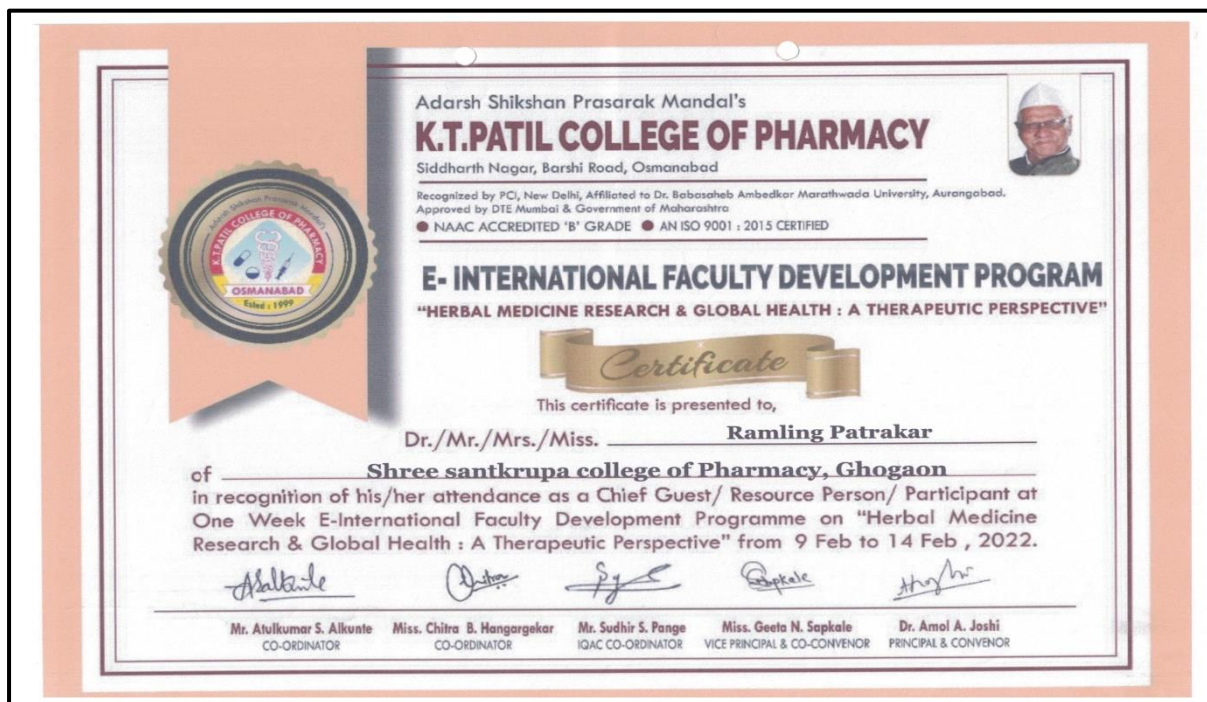 Adarsh Shikshan Prasarak Mandal's
K.T.PATIL COLLEGE OF PHARMACY
Siddharth Nagar, Barshi Road, Osmanabad
Recognized by PCI, New Delhi, Affiliated to Dr. Babasaheb Ambedkar Marathwada University, Aurangabad.
Approved by DTE Mumbai & Government of Maharashtra
● NAAC ACCREDITED 'B' GRADE ● AN ISO 9001 : 2015 CERTIFIED
Adarsh Shikshan Prasarak Mandal's
K.T.PATIL COLLEGE OF PHARMACY
OSMANABAD
Ested : 1999
E- INTERNATIONAL FACULTY DEVELOPMENT PROGRAM
"HERBAL MEDICINE RESEARCH & GLOBAL HEALTH : A THERAPEUTIC PERSPECTIVE"
Certificate
This certificate is presented to,
Dr./Mr./Mrs./Miss. Ramling Patrakar
of Shree santkrupa college of Pharmacy, Ghogaon
in recognition of his/her attendance as a Chief Guest/ Resource Person/ Participant at
One Week E-International Faculty Development Programme on "Herbal Medicine
Research & Global Health : A Therapeutic Perspective" from 9 Feb to 14 Feb , 2022.
Mr. Atulkumar S. Alkunte Miss. Chitra B. Hangargekar Mr. Sudhir S. Pange Miss. Geeta N. Sapkale Dr. Amol A. Joshi
CO-ORDINATOR CO-ORDINATOR IQAC CO-ORDINATOR VICE PRINCIPAL & CO-CONVENOR PRINCIPAL & CONVENOR